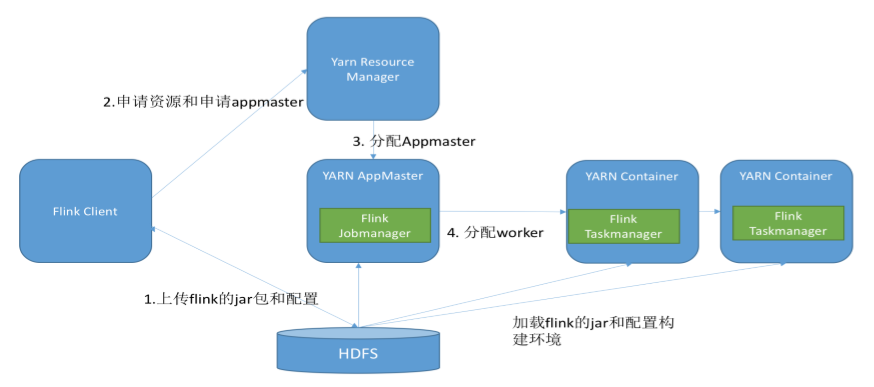 Yarn Resource
Manager
2.申请资源和申请appmaster
3. 分配Appmaster
Flink Client
YARN AppMaster
Flink
Jobmanager
4. 分配worker
YARN Container
Flink
Taskmanager
YARN Container
Flink
Taskmanager
1.上传flink的jar包和配置
HDFS
加载flink的jar和配置构
建环境